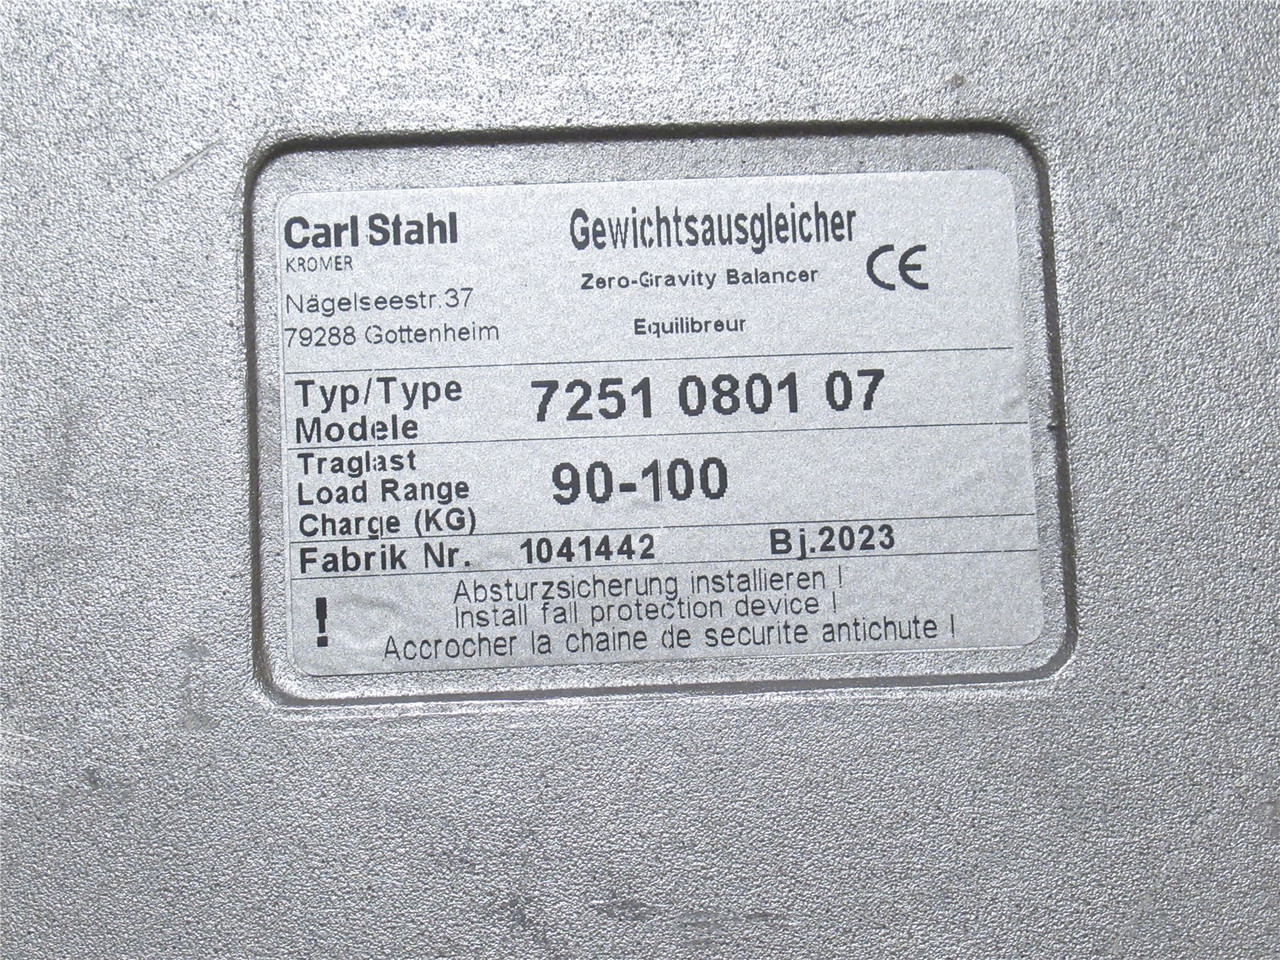 Carl Stahl
KROMER
Nägelseestr.37
79288 Gottenheim
Gewichtsausgleicher
Zero-Gravity Balancer
Equilibreur
CE
Typ/Type
Modele
7251 0801 07
Traglast
Load Range
Charge (KG)
90-100
Fabrik Nr. 1041442 Bj.2023
!
Absturzsicherung installieren !
Install fall protection device !
Accrocher la chaine de securite antichute !